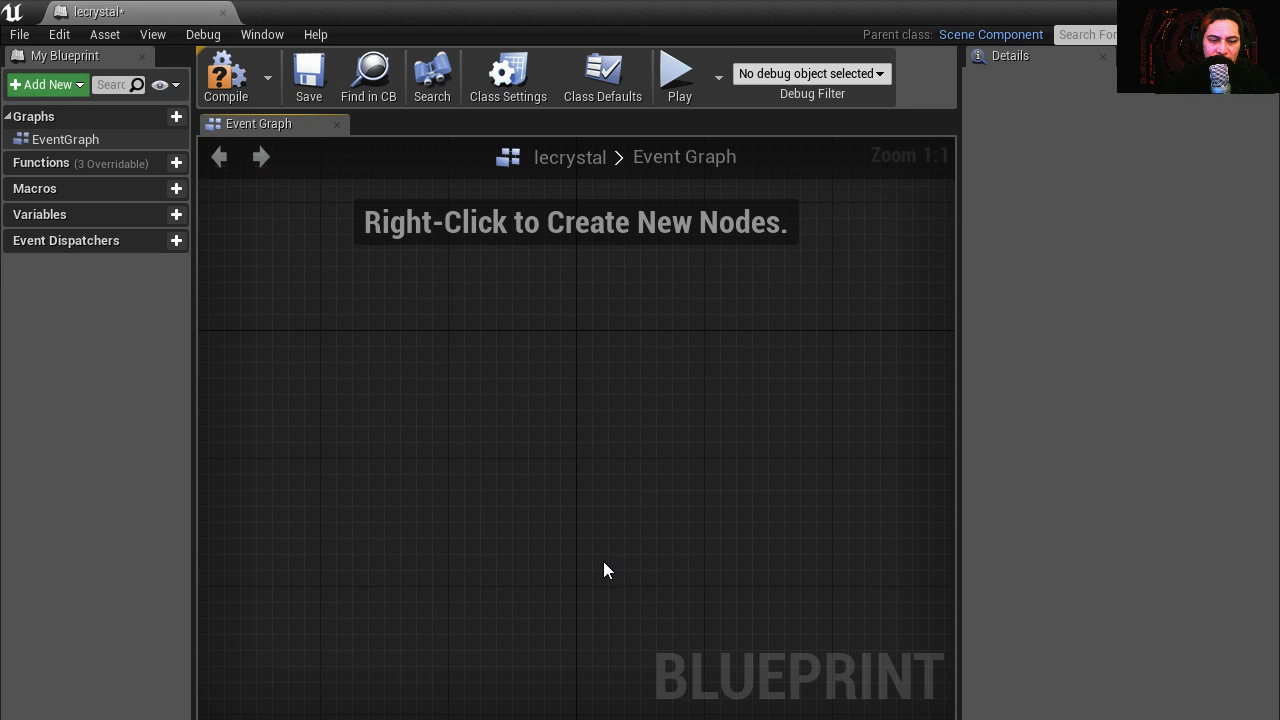 lecrystal*
File Edit Asset View Debug Window Help
Parent class: Scene Component
Search For
My Blueprint
Details
Add New
Searc
Compile
Save
Find in CB
Search
Class Settings
Class Defaults
Play
No debug object selected
Debug Filter
Graphs
EventGraph
Functions (3 Overridable)
Macros
Variables
Event Dispatchers
Event Graph
lecrystal > Event Graph
Zoom 1:1
Right-Click to Create New Nodes.
BLUEPRINT